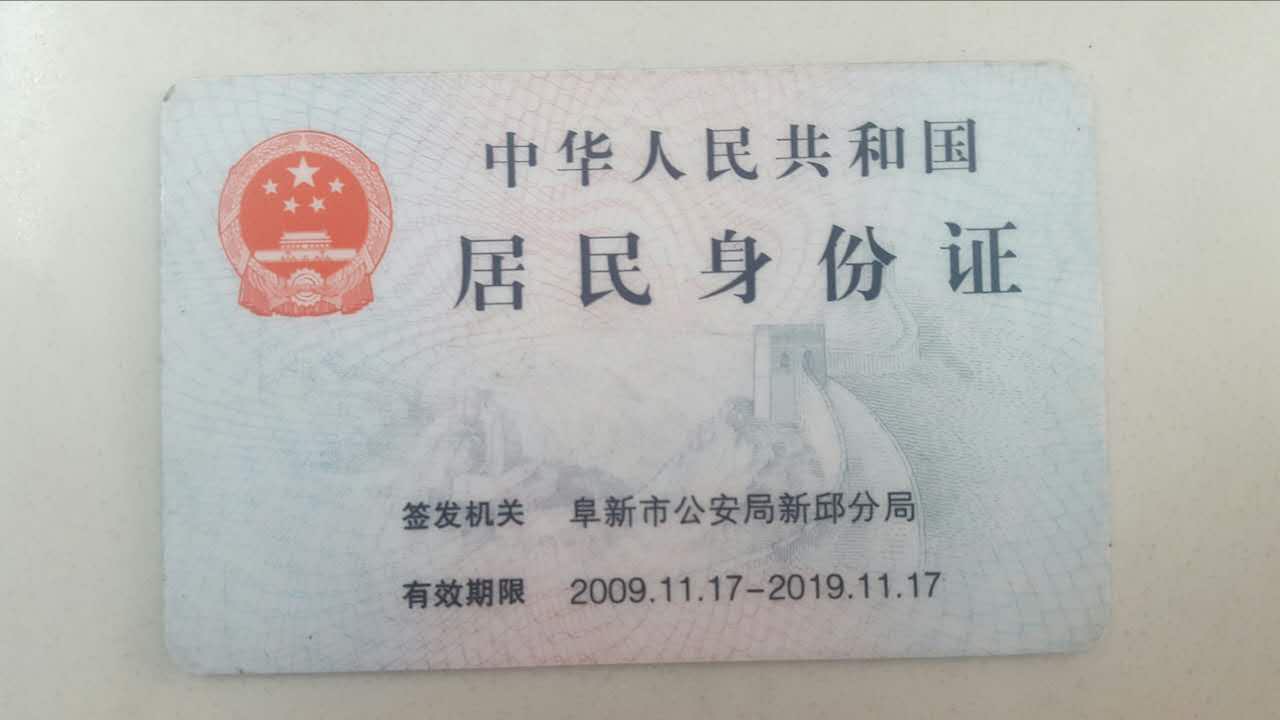 中华人民共和国
居民身份证
签发机关 阜新市公安局新邱分局
有效期限 2009.11.17-2019.11.17